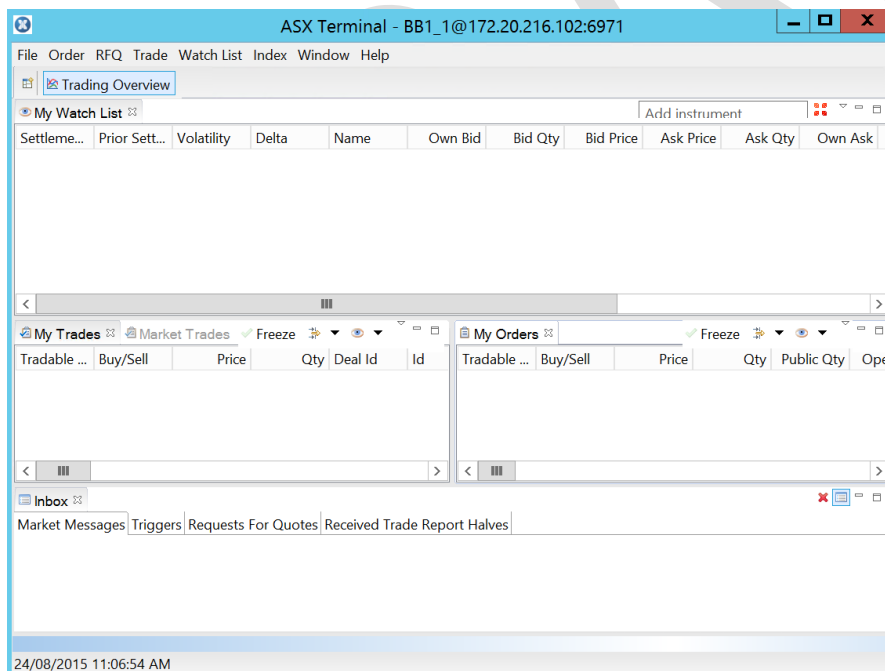 ASX Terminal - BB1_1@172.20.216.102:6971
File Order RFQ Trade Watch List Index Window Help
Trading Overview
My Watch List Add instrument
Settleme... Prior Sett... Volatility Delta Name Own Bid Bid Qty Bid Price Ask Price Ask Qty Own Ask
My Trades Market Trades Freeze My Orders Freeze
Tradable ... Buy/Sell Price Qty Deal Id Id Tradable ... Buy/Sell Price Qty Public Qty Ope
Inbox
Market Messages Triggers Requests For Quotes Received Trade Report Halves
24/08/2015 11:06:54 AM